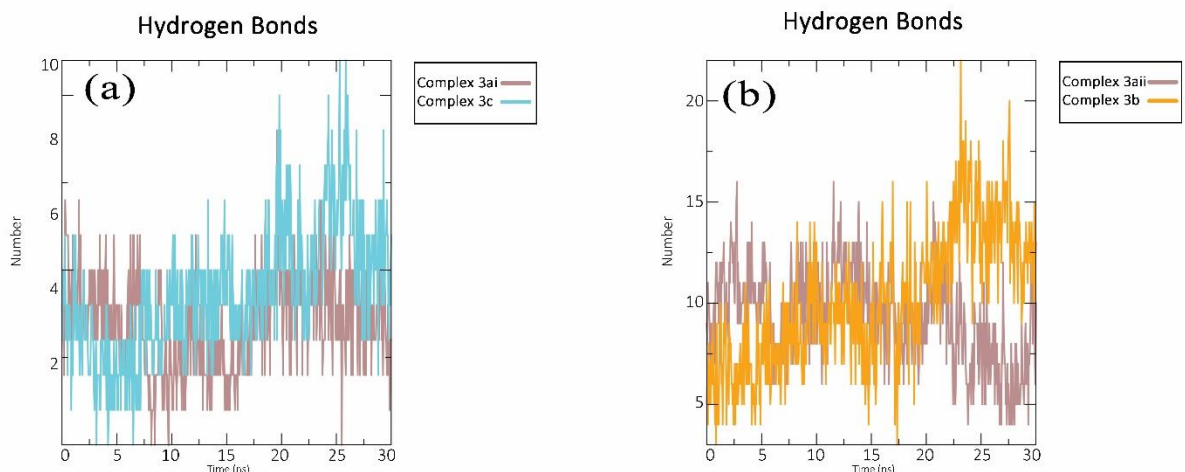 Hydrogen Bonds
(a)
Complex 3ai
Complex 3c
Number
10
8
6
4
2
0 5 10 15 20 25 30
Time (ns)
Hydrogen Bonds
(b)
Complex 3aii
Complex 3b
Number
20
15
10
5
0 5 10 15 20 25 30
Time (ns)